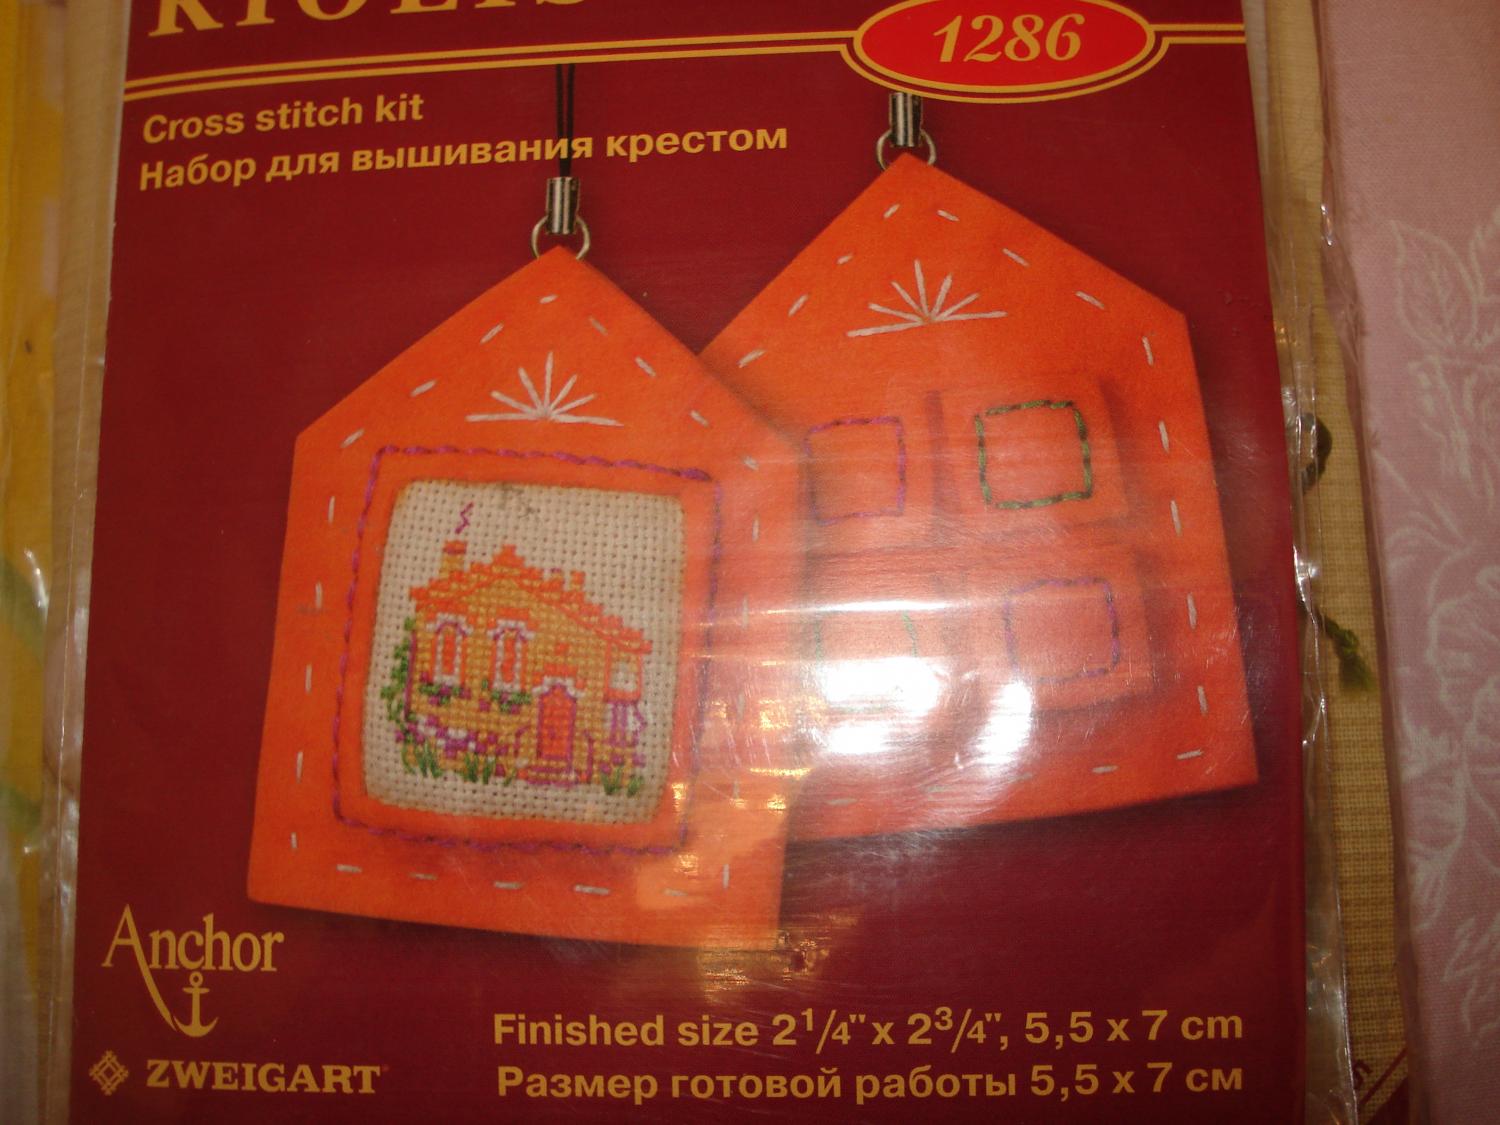 RIOLIS
1286
Cross stitch kit
Набор для вышивания крестом
Anchor
ZWEIGART
Finished size 2 1/4" x 2 3/4", 5,5 x 7 cm
Размер готовой работы 5,5 x 7 см